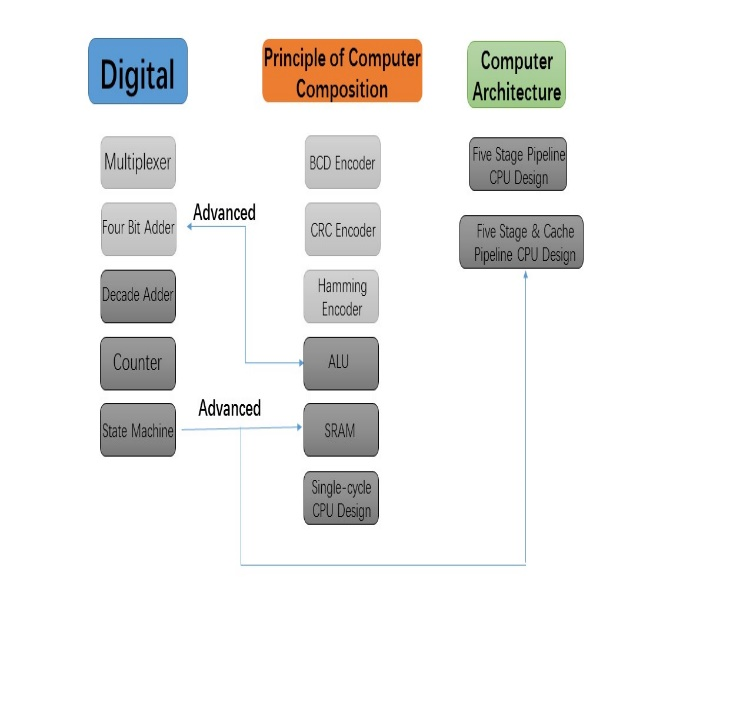 Digital
Multiplexer
Four Bit Adder
Decade Adder
Counter
State Machine
Advanced
Advanced
Principle of Computer
Composition
BCD Encoder
CRC Encoder
Hamming
Encoder
ALU
SRAM
Single-cycle
CPU Design
Computer
Architecture
Five Stage Pipeline
CPU Design
Five Stage & Cache
Pipeline CPU Design